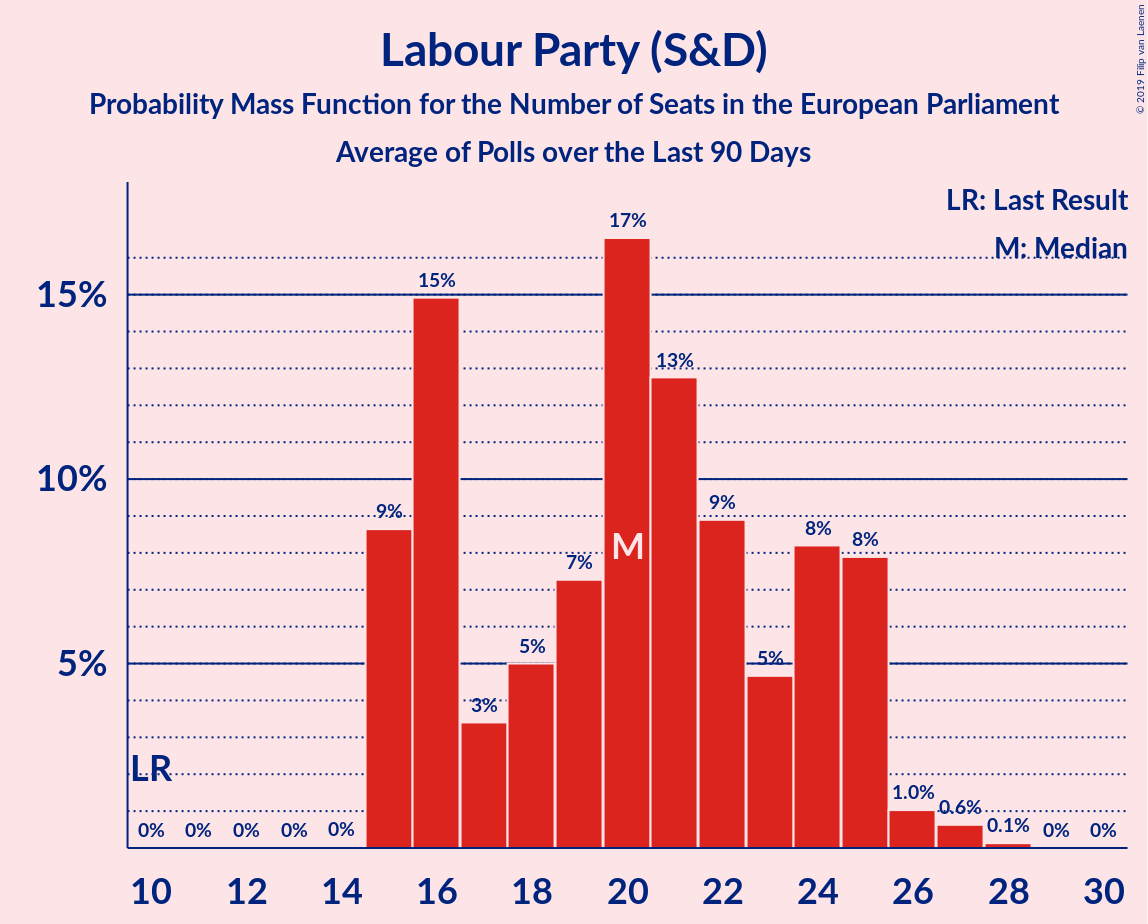 Labour Party (S&D)
Probability Mass Function for the Number of Seats in the European Parliament
Average of Polls over the Last 90 Days
© 2019 Filip van Laenen
LR: Last Result
M: Median
15%
10%
5%
LR
M
0% 0% 0% 0% 0% 9% 15% 3% 5% 7% 17% 13% 9% 5% 8% 8% 1.0% 0.6% 0.1% 0% 0%
10 12 14 16 18 20 22 24 26 28 30